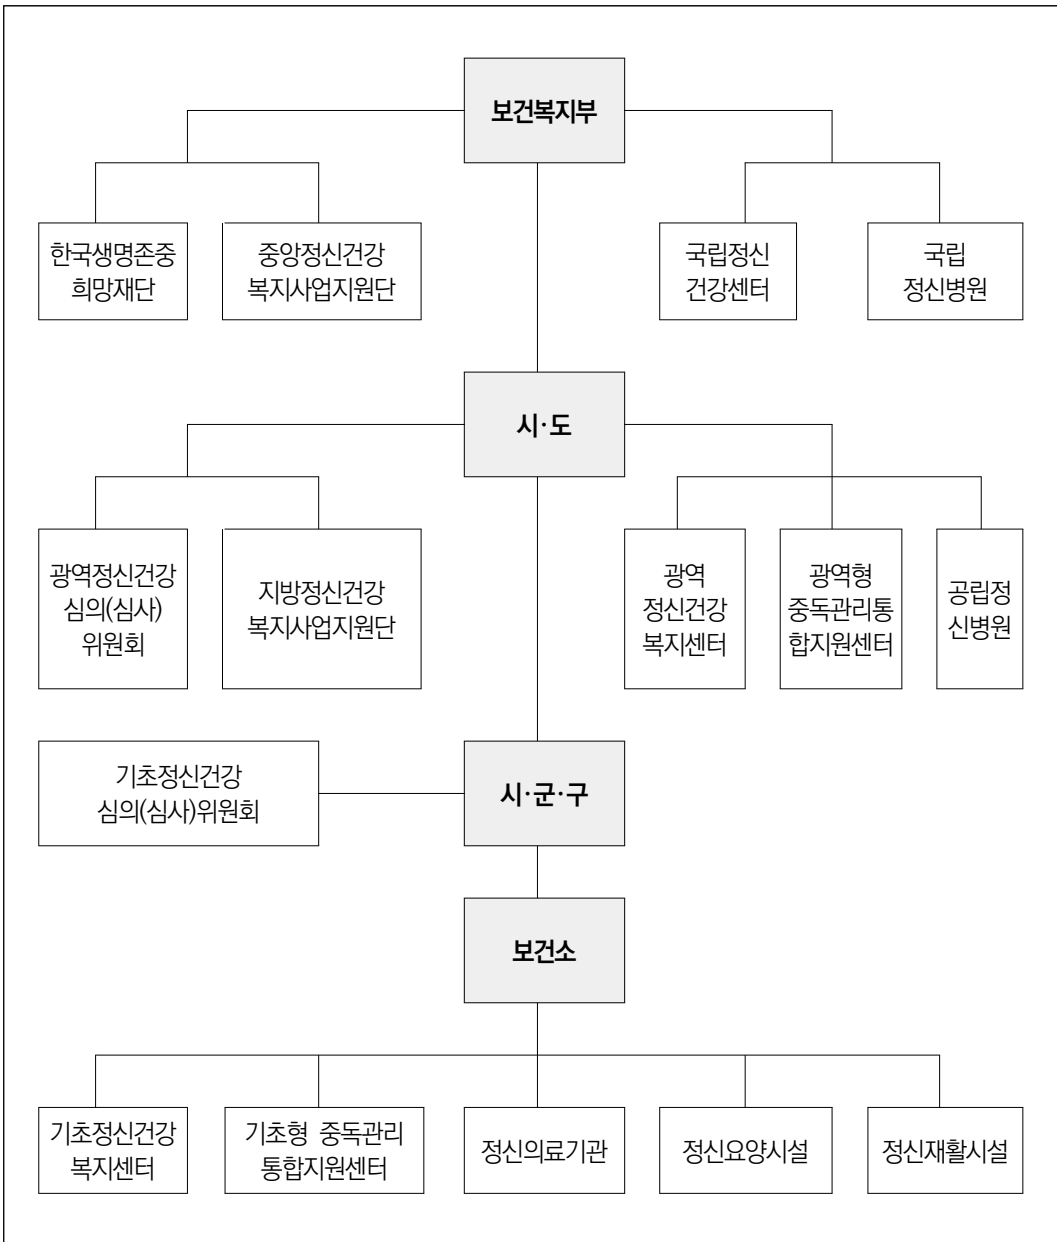 보건복지부
한국생명존중
희망재단
중앙정신건강
복지사업지원단
국립정신
건강센터
국립
정신병원
시·도
광역정신건강
심의(심사)
위원회
지방정신건강
복지사업지원단
광역
정신건강
복지센터
광역형
중독관리통
합지원센터
공립정
신병원
기초정신건강
심의(심사)위원회
시·군·구
보건소
기초정신건강
복지센터
기초형 중독관리
통합지원센터
정신의료기관
정신요양시설
정신재활시설